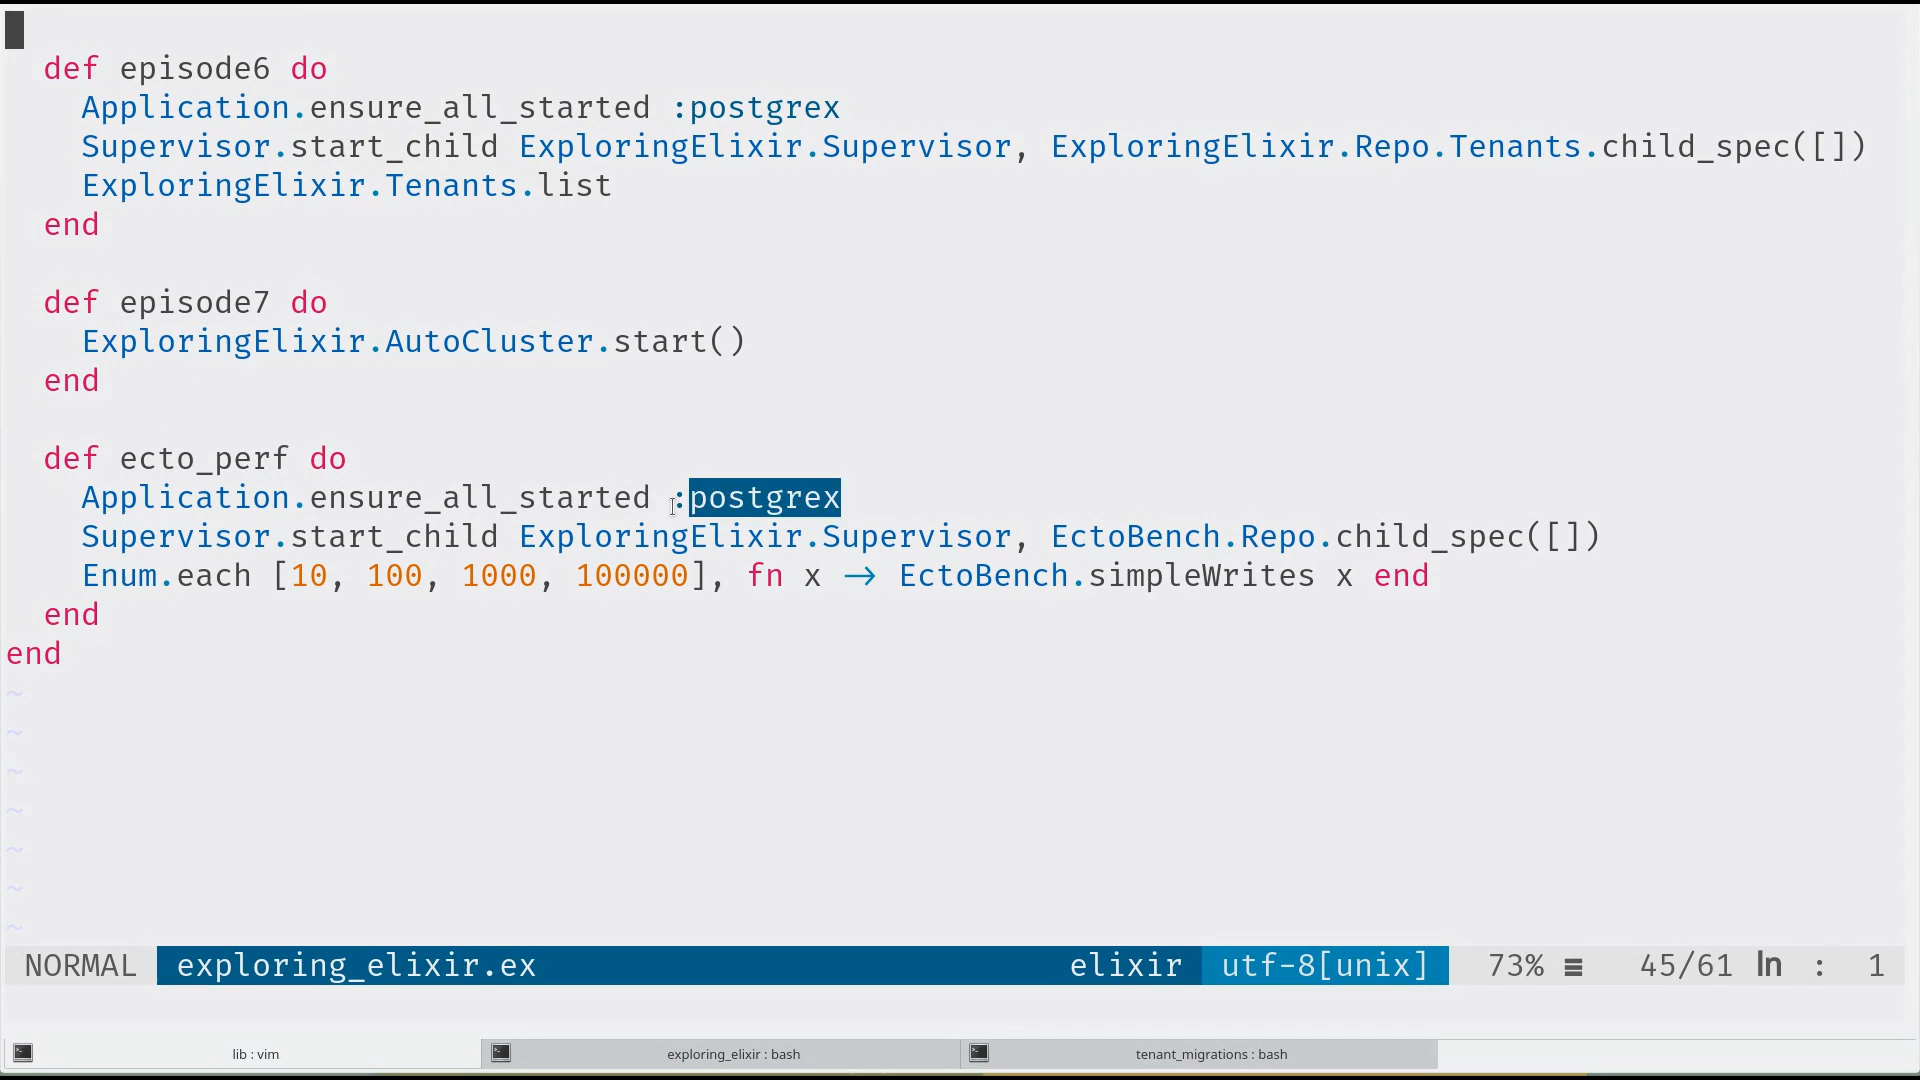 def episode6 do
Application.ensure_all_started :postgrex
Supervisor.start_child ExploringElixir.Supervisor, ExploringElixir.Repo.Tenants.child_spec([])
ExploringElixir.Tenants.list
end
def episode7 do
ExploringElixir.AutoCluster.start()
end
def ecto_perf do
Application.ensure_all_started :postgrex
Supervisor.start_child ExploringElixir.Supervisor, EctoBench.Repo.child_spec([])
Enum.each [10, 100, 1000, 100000], fn x -> EctoBench.simpleWrites x end
end
end
~
~
~
~
~
~
~
NORMAL exploring_elixir.ex elixir utf-8[unix] 73% ≡ 45/61 ln : 1
lib : vim exploring_elixir : bash tenant_migrations : bash